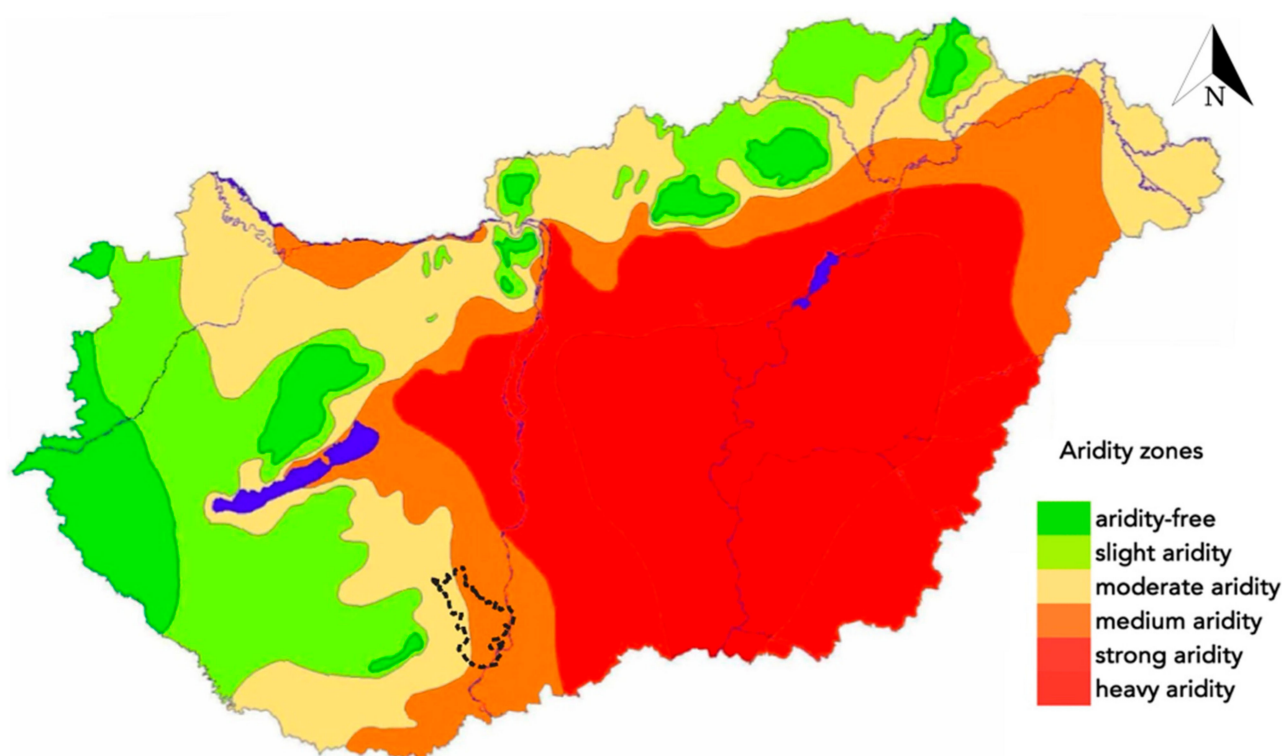 N
Aridity zones
aridity-free
slight aridity
moderate aridity
medium aridity
strong aridity
heavy aridity